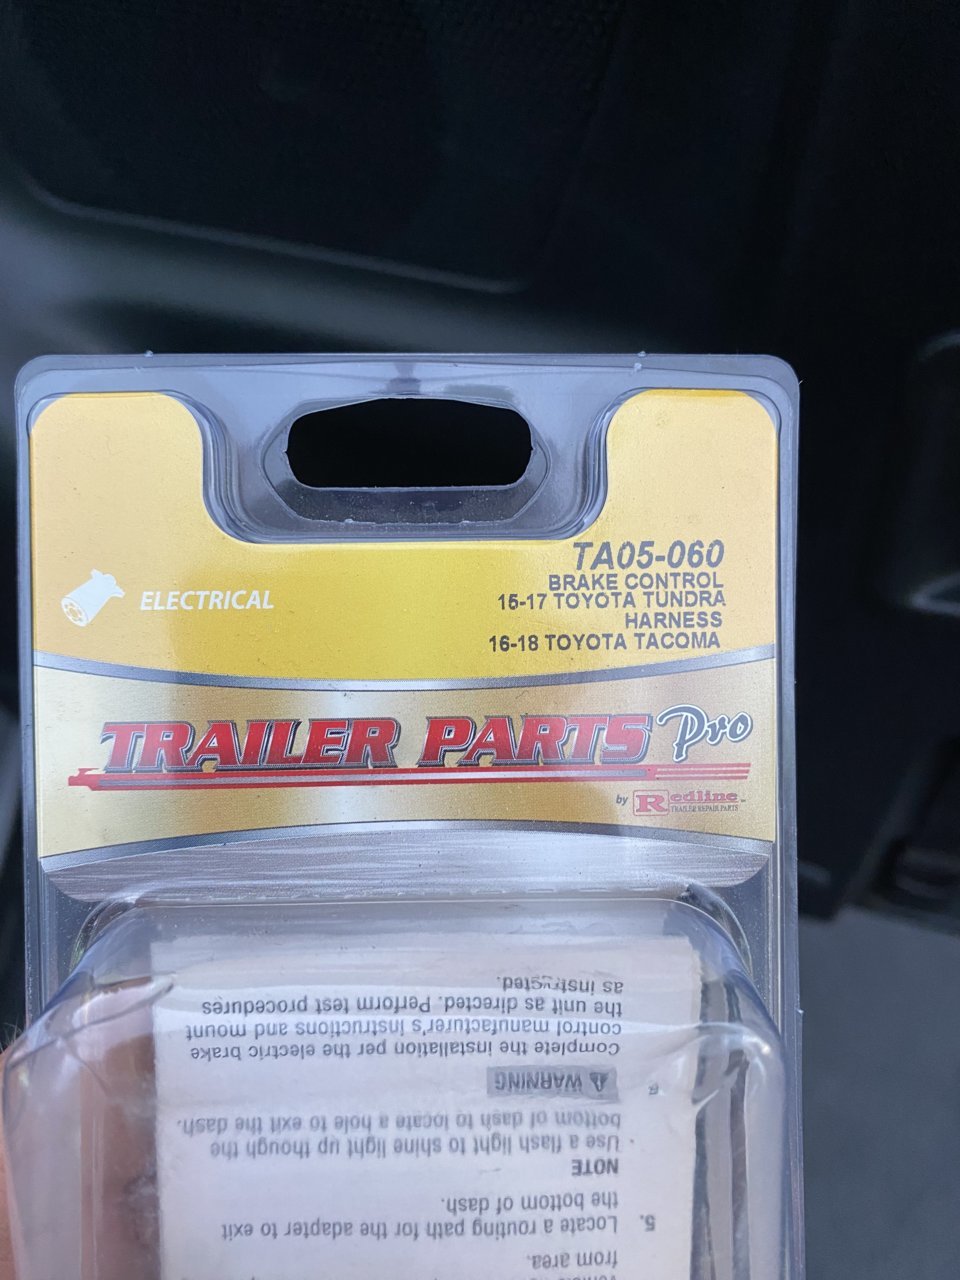 TA05-060
BRAKE CONTROL
15-17 TOYOTA TUNDRA
HARNESS
16-18 TOYOTA TACOMA
ELECTRICAL
TRAILER PARTS Pro
by Redline
TRAILER REPAIR PARTS
from area.
5. Locate a routing path for the adapter to exit
the bottom of dash.
NOTE
Use a flash light to shine light up though the
bottom of dash to locate a hole to exit the dash.
WARNING
Complete the installation per the electric brake
control manufacturer's instructions and mount
the unit as directed. Perform test procedures
as instructed.